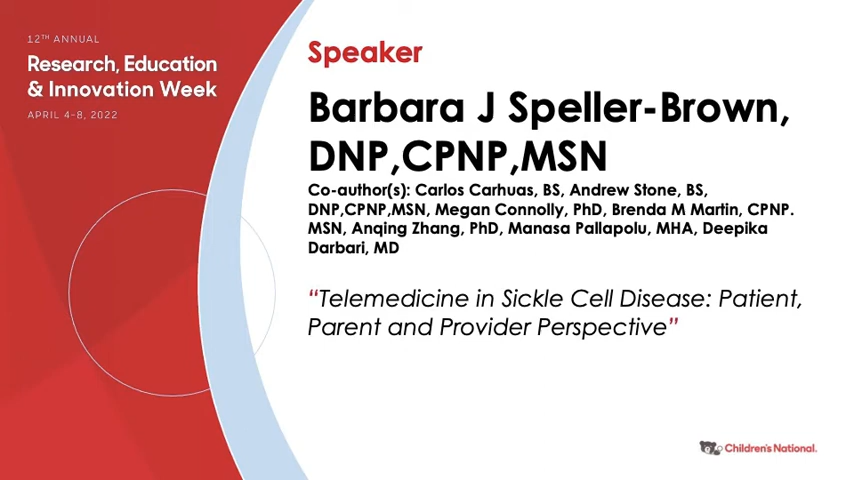 12TH ANNUAL
Research, Education
& Innovation Week
APRIL 4-8, 2022
Speaker
Barbara J Speller-Brown,
DNP,CPNP,MSN
Co-author(s): Carlos Carhuas, BS, Andrew Stone, BS,
DNP,CPNP,MSN, Megan Connolly, PhD, Brenda M Martin, CPNP.
MSN, Anqing Zhang, PhD, Manasa Pallapolu, MHA, Deepika
Darbari, MD
“Telemedicine in Sickle Cell Disease: Patient,
Parent and Provider Perspective”
Children's National.